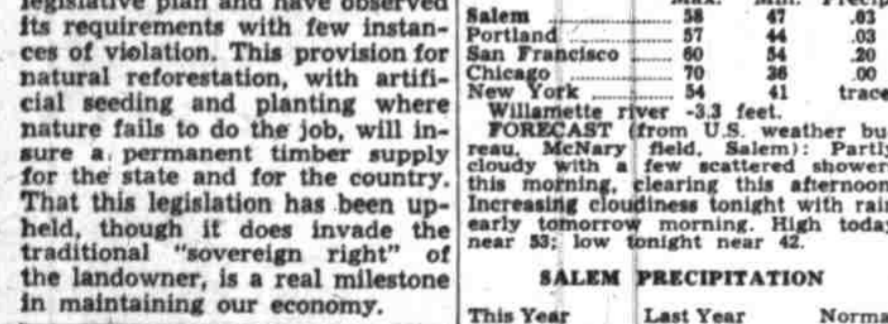 legislative plan and have observed
its requirements with few instan-
ces of violation. This provision for
natural reforestation, with artifi-
cial seeding and planting where
nature fails to do the job, will in-
sure a permanent timber supply
for the state and for the country.
That this legislation has been up-
held, though it does invade the
traditional "sovereign right" of
the landowner, is a real milestone
in maintaining our economy.
Max. Min. Precip
Salem 58 47 .03
Portland 57 44 .03
San Francisco 60 54 .20
Chicago 70 36 .00
New York 54 41 trace
Willamette river -3.3 feet.
FORECAST (from U.S. weather bu-
reau, McNary field, Salem): Partly
cloudy with a few scattered shower
this morning, clearing this afternoon
Increasing cloudiness tonight with rain
early tomorrow morning. High today
near 53; low tonight near 42.
SALEM PRECIPITATION
This Year Last Year Norma